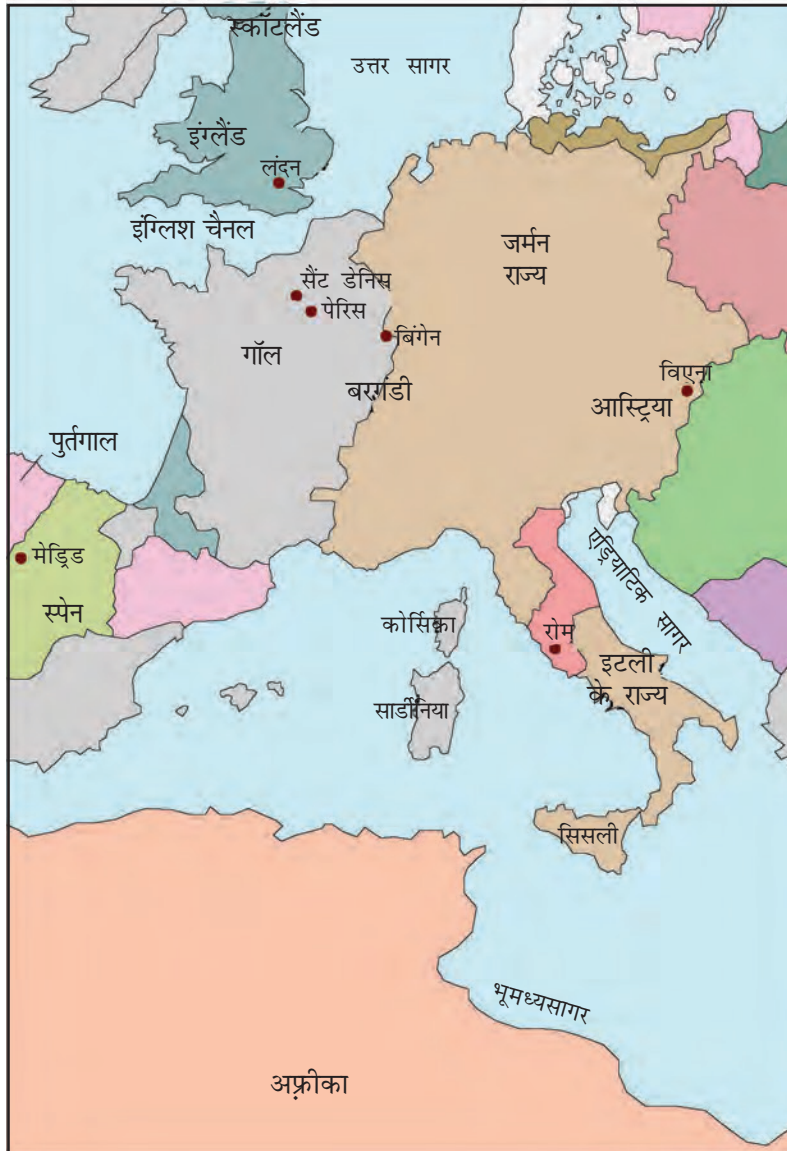 स्कॉटलैंड
उत्तर सागर
इंग्लैंड
लंदन
इंग्लिश चैनल
जर्मन
राज्य
सैंट डेनिस
पेरिस
बिंगेन
गॉल
बरगंडी
विएना
आस्ट्रिया
पुर्तगाल
मेड्रिड
स्पेन
एड्रियाटिक सागर
कोर्सिका
रोम
इटली
के राज्य
सार्डीनिया
सिसली
भूमध्यसागर
अफ़्रीका